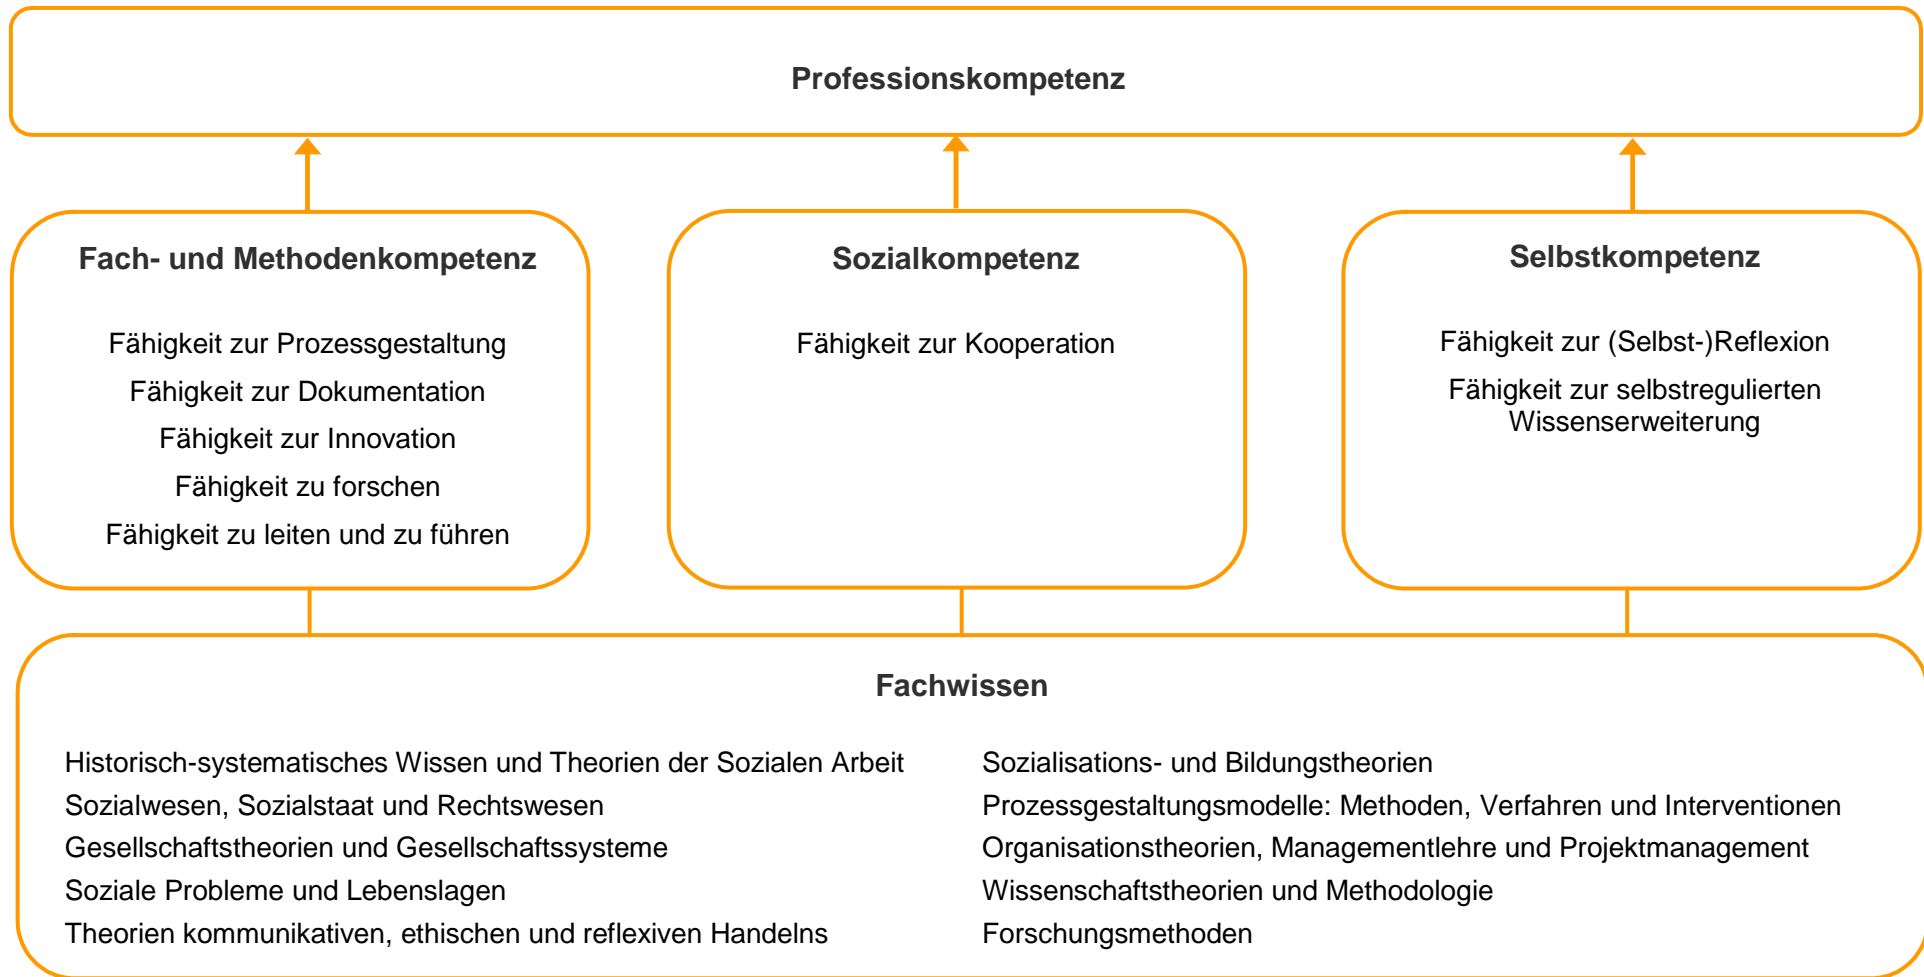 Professionskompetenz
Fach- und Methodenkompetenz
Fähigkeit zur Prozessgestaltung
Fähigkeit zur Dokumentation
Fähigkeit zur Innovation
Fähigkeit zu forschen
Fähigkeit zu leiten und zu führen
Sozialkompetenz
Fähigkeit zur Kooperation
Selbstkompetenz
Fähigkeit zur (Selbst-)Reflexion
Fähigkeit zur selbstregulierten
Wissenserweiterung
Fachwissen
Historisch-systematisches Wissen und Theorien der Sozialen Arbeit
Sozialwesen, Sozialstaat und Rechtswesen
Gesellschaftstheorien und Gesellschaftssysteme
Soziale Probleme und Lebenslagen
Theorien kommunikativen, ethischen und reflexiven Handelns
Sozialisations- und Bildungstheorien
Prozessgestaltungsmodelle: Methoden, Verfahren und Interventionen
Organisationstheorien, Managementlehre und Projektmanagement
Wissenschaftstheorien und Methodologie
Forschungsmethoden